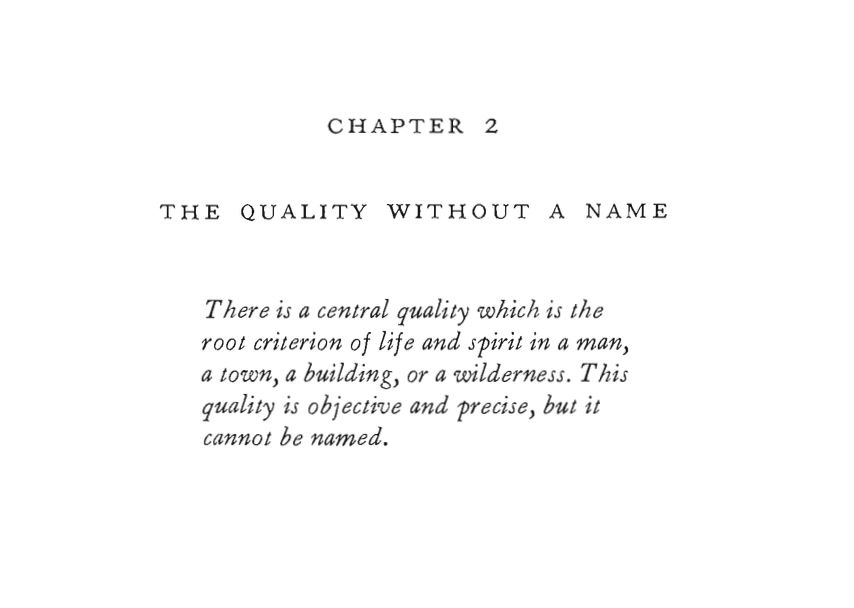 CHAPTER 2
THE QUALITY WITHOUT A NAME
There is a central quality which is the
root criterion of life and spirit in a man,
a town, a building, or a wilderness. This
quality is objective and precise, but it
cannot be named.